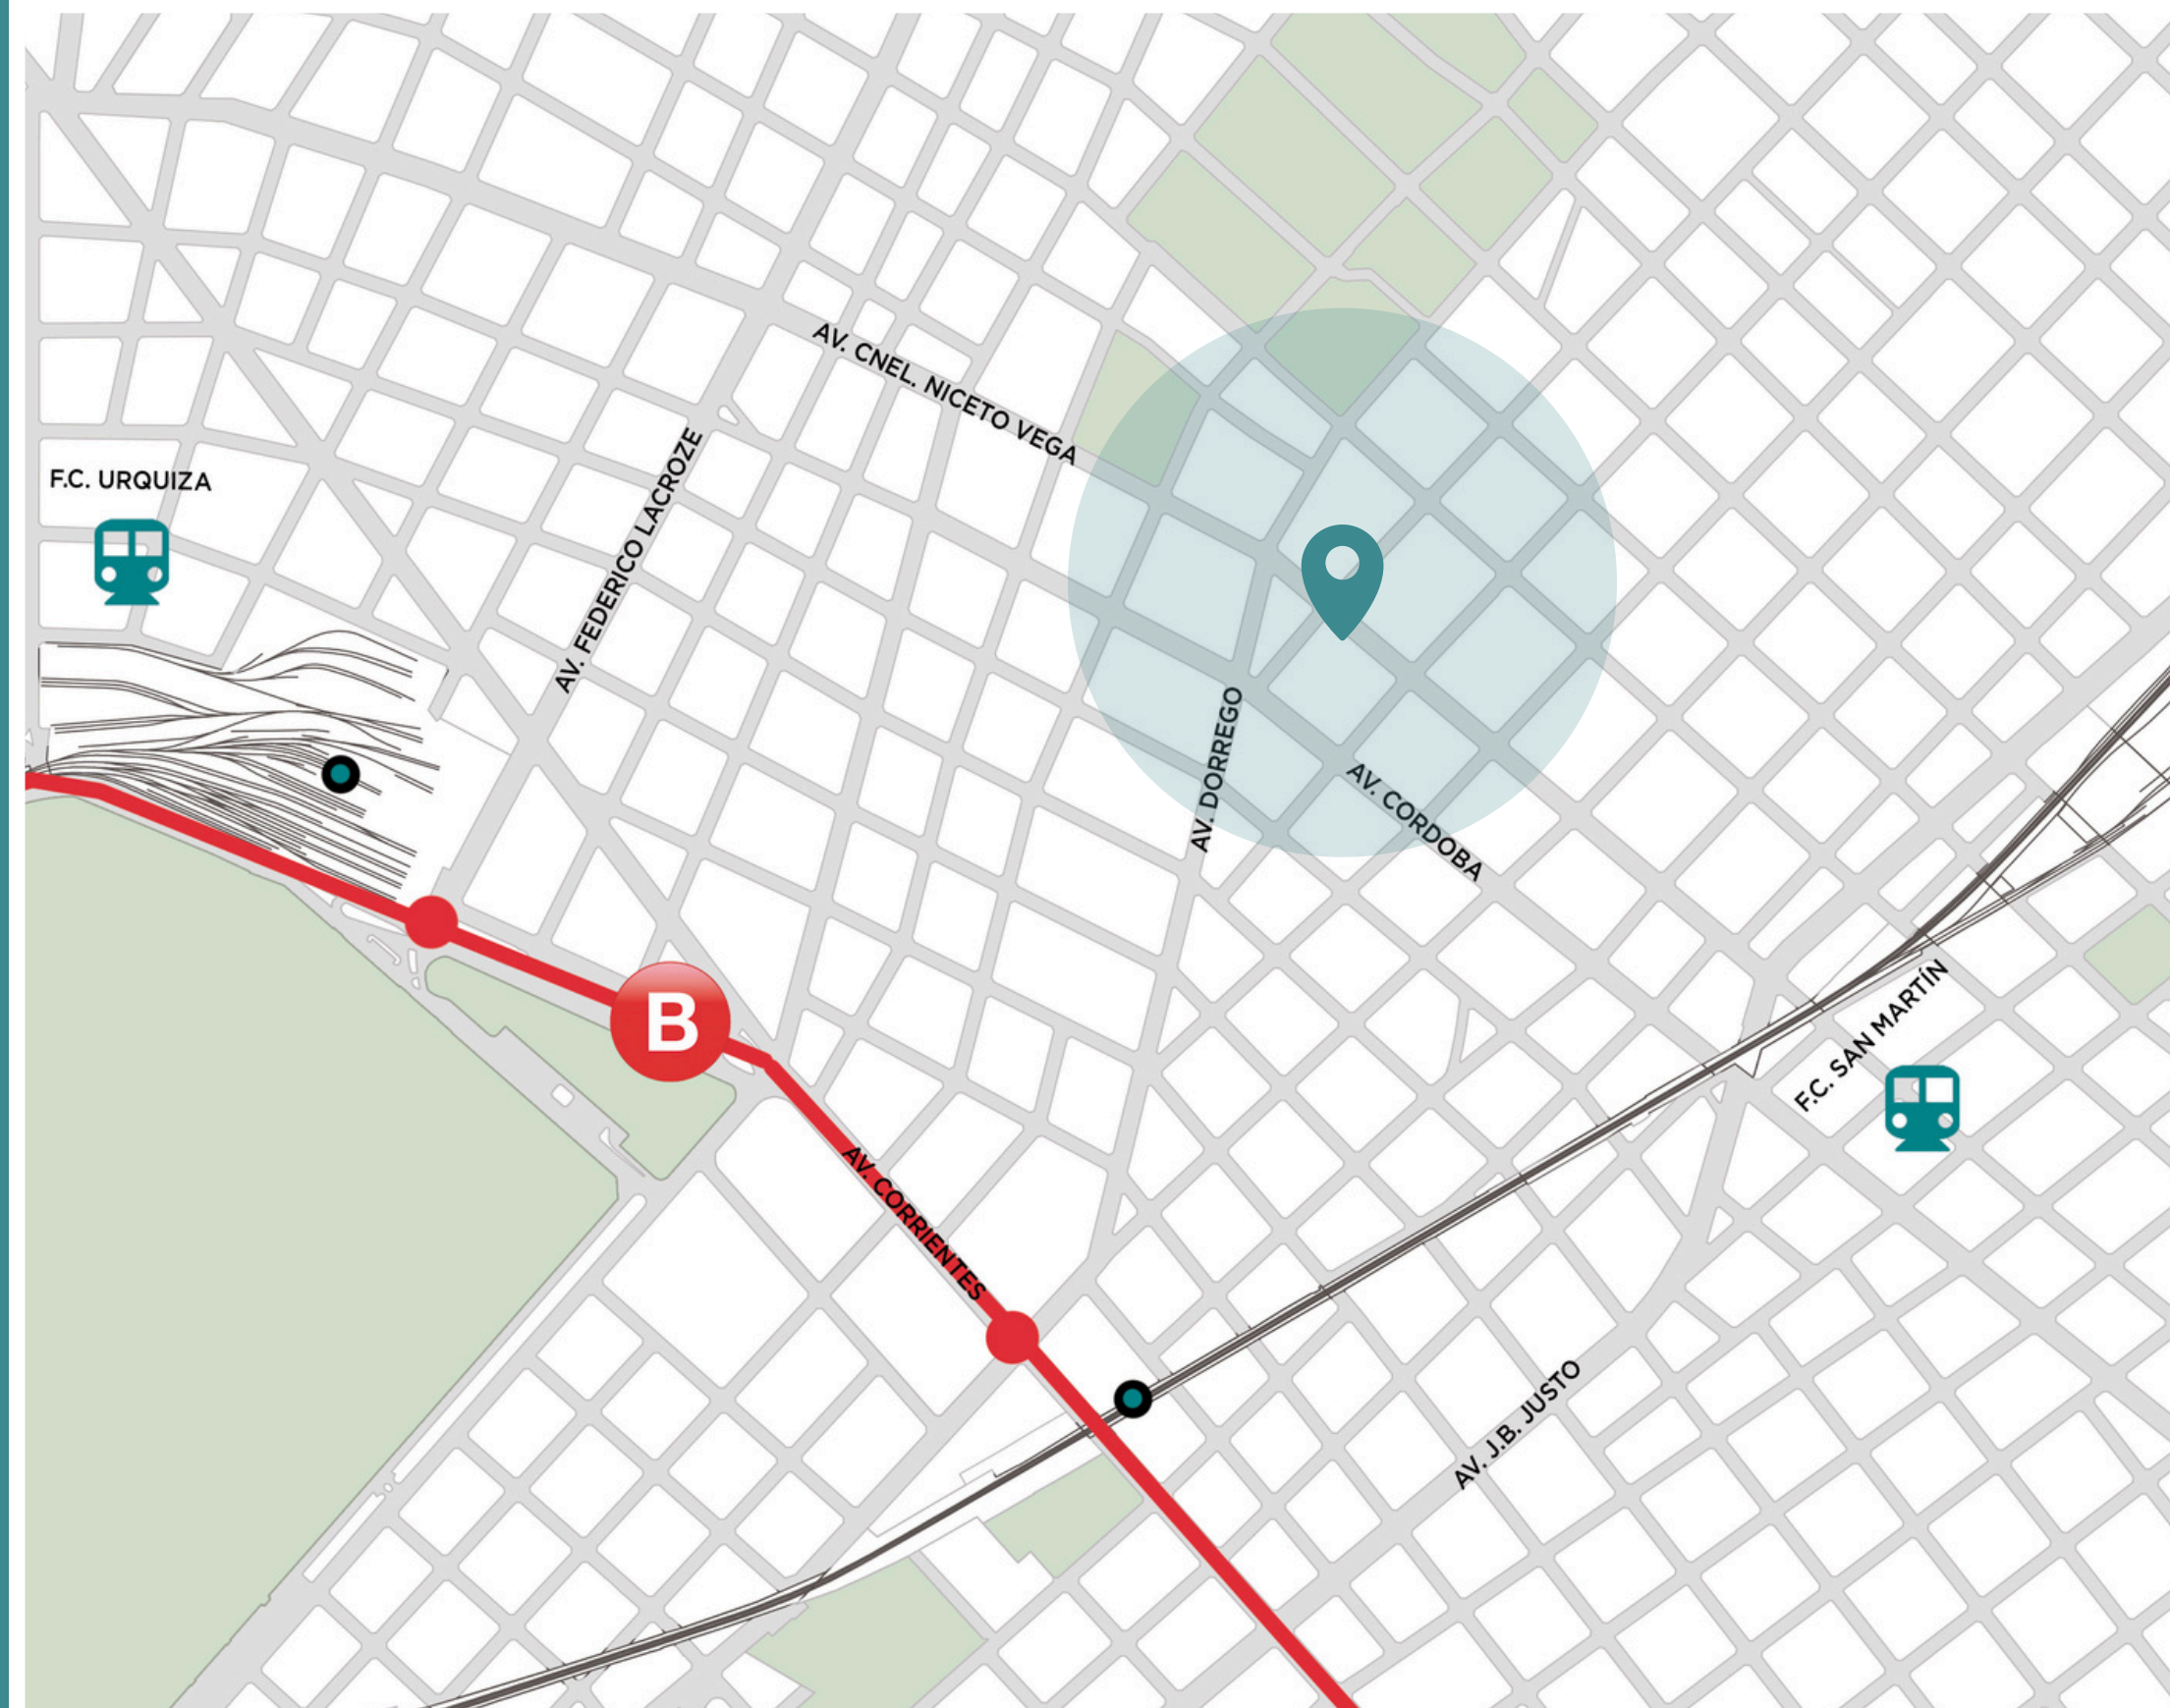 AV. CNEL. NICETO VEGA
F.C. URQUIZA
AV. FEDERICO LACROZE
AV. DORREGO
AV. CORDOBA
B
F.C. SAN MARTÍN
AV. CORRIENTES
AV. J.B. JUSTO